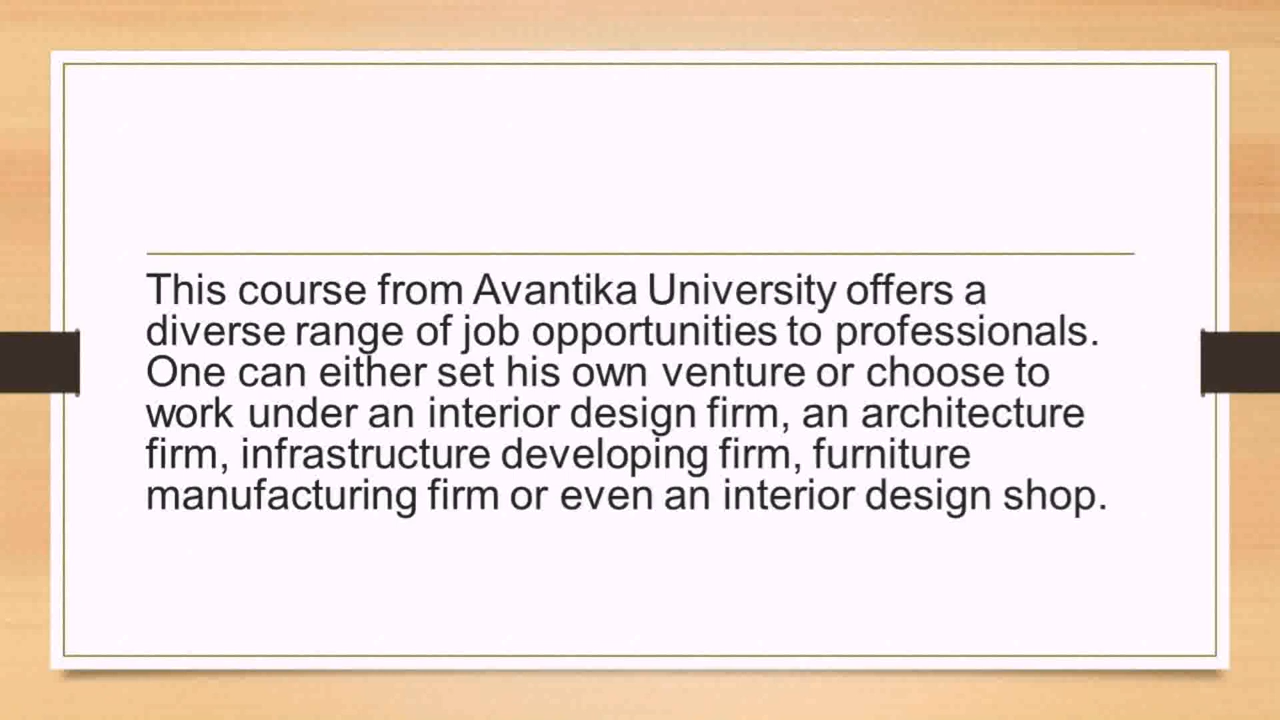 This course from Avantika University offers a
diverse range of job opportunities to professionals.
One can either set his own venture or choose to
work under an interior design firm, an architecture
firm, infrastructure developing firm, furniture
manufacturing firm or even an interior design shop.